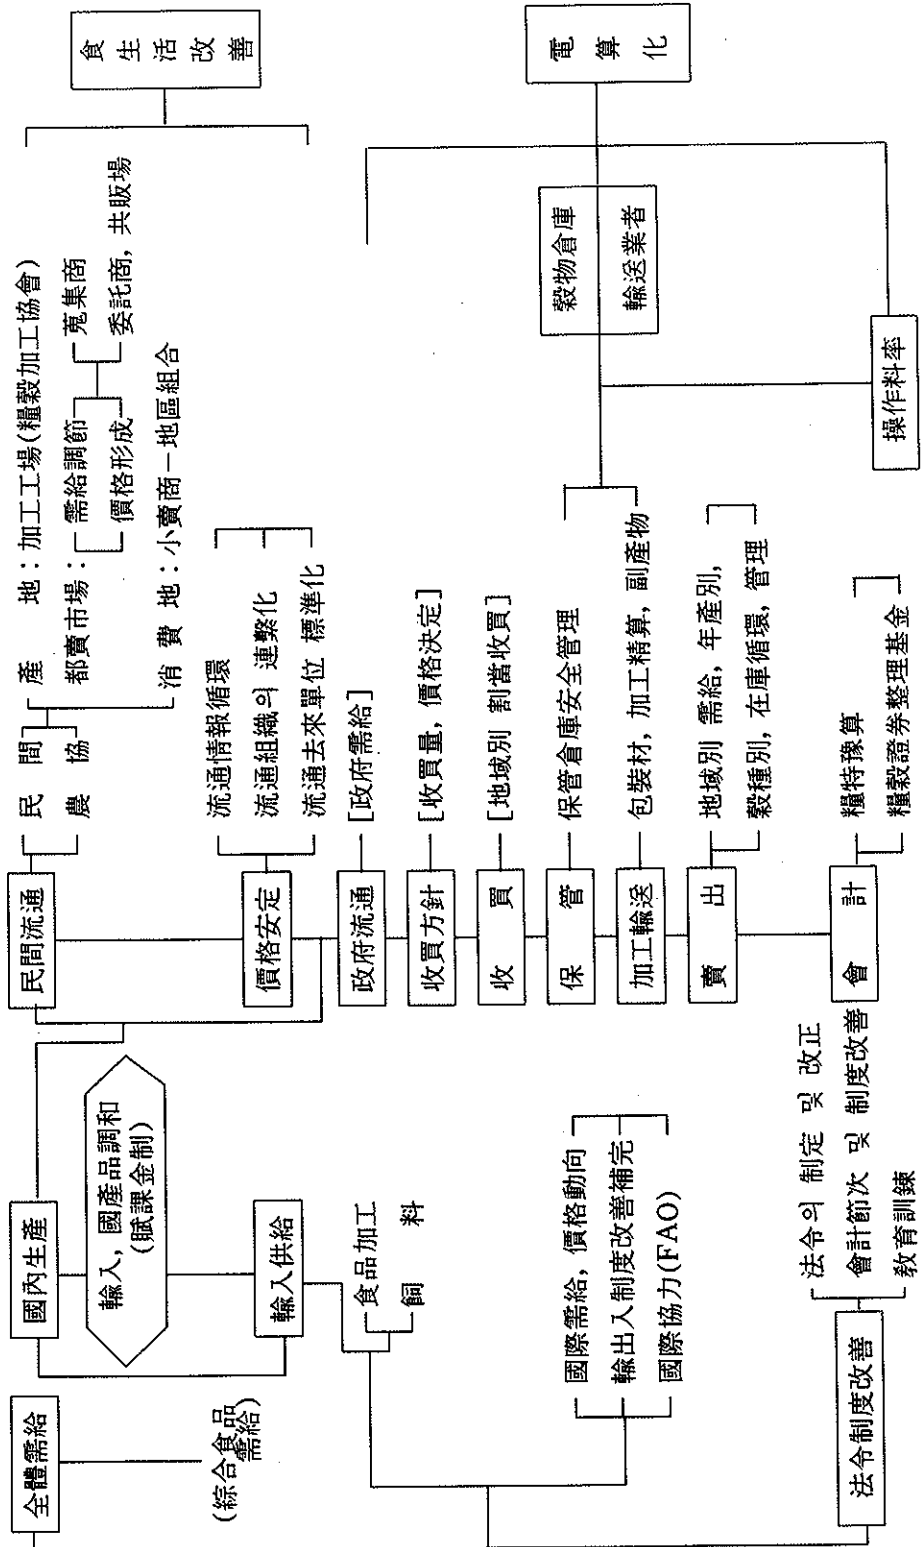 全體需給
(綜合食品
需給)
國內生產
輸入, 國產品調和
(賦課金制)
輸入供給
食品加工
飼 料
國際需給, 價格動向
輸出入制度改善補完
國際協力(FAO)
法令制度改善
法令의 制定 및 改正
會計節次 및 制度改善
敎育訓鍊
民間流通
民 間
農 協
產 地 : 加工工場(糧穀加工協會)
都賣市場 : 需給調節
價格形成
蒐集商
委託商, 共販場
消 費 地 : 小賣商-地區組合
食生活改善
價格安定
流通情報循環
流通組織의 連繫化
流通去來單位 標準化
政府流通
[政府需給]
收買方針
[收買量, 價格決定]
收 買
[地域別 割當收買]
保 管
保管倉庫安全管理
加工輸送
包裝材, 加工精算, 副產物
賣 出
地域別 需給, 年產別,
穀種別, 在庫循環, 管理
會 計
糧特豫算
糧穀證券整理基金
穀物倉庫
輸送業者
電算化
操作料率